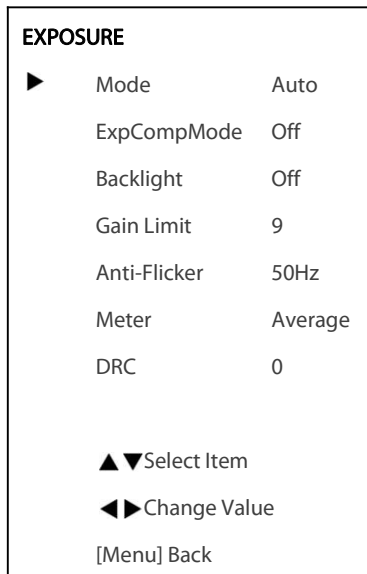 EXPOSURE
▶ Mode Auto
ExpCompMode Off
Backlight Off
Gain Limit 9
Anti-Flicker 50Hz
Meter Average
DRC 0
▲▼Select Item
◀▶Change Value
[Menu] Back